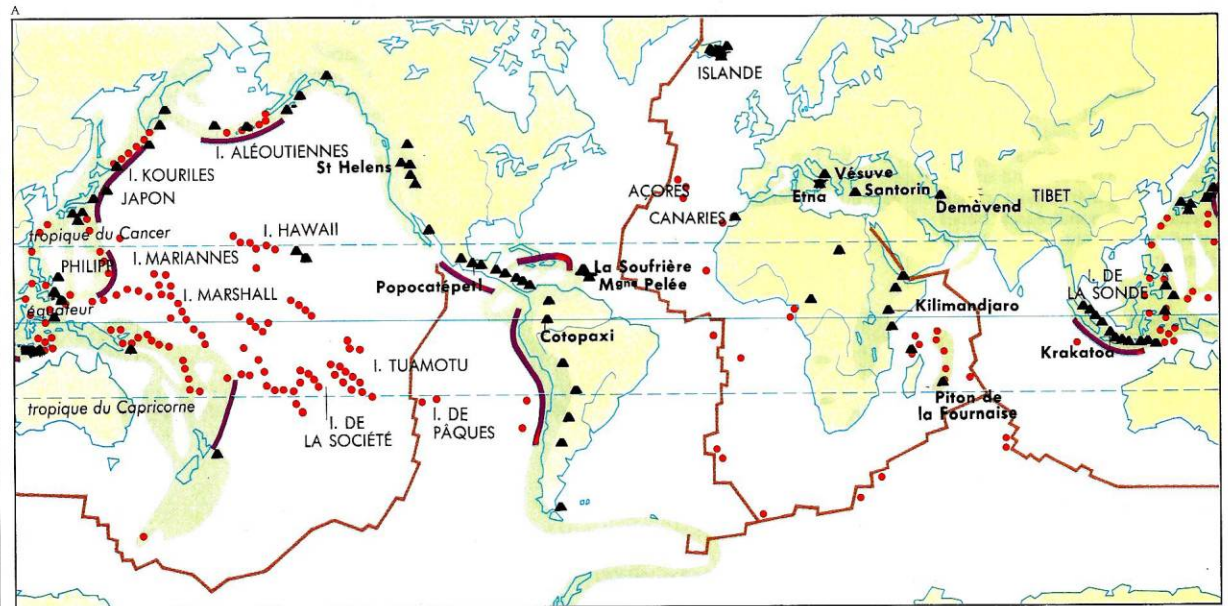 A
ISLANDE
I. ALÉOUTIENNES
St Helens
I. KOURILES
JAPON
AÇORES
CANARIES
Vésuve
Etna
Santorin
Demàvend
TIBET
tropique du Cancer
I. HAWAII
I. MARIANNES
PHILIPP
I. MARSHALL
équateur
Popocatépetl
La Soufrière
Mgne Pelée
Cotopaxi
Kilimandjaro
I. DE
LA SONDE
Krakatoa
I. TUAMOTU
tropique du Capricorne
I. DE
LA SOCIÉTÉ
I. DE
PÂQUES
Piton de
la Fournaise